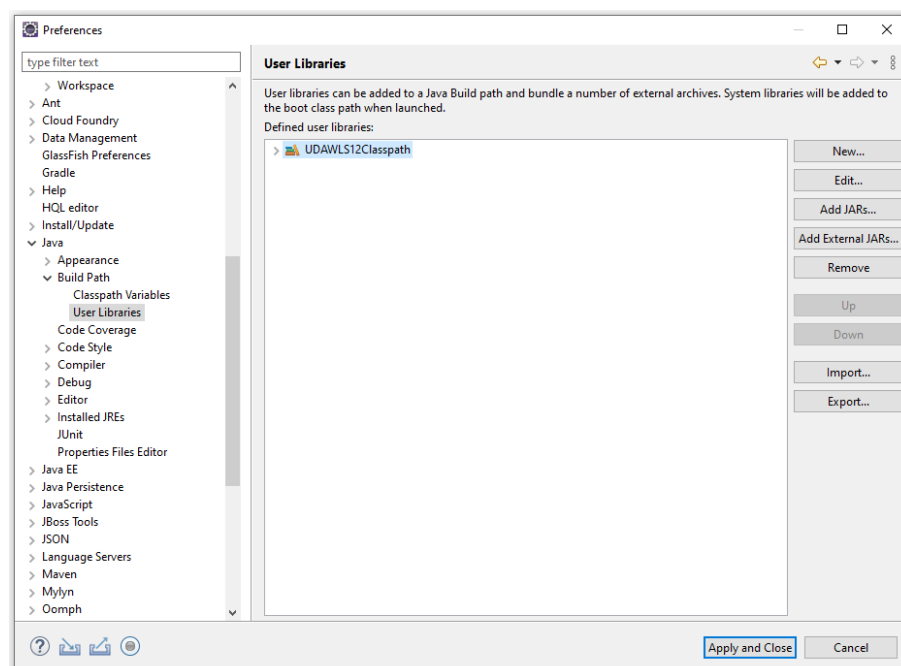 Preferences
type filter text
Workspace
Ant
Cloud Foundry
Data Management
GlassFish Preferences
Gradle
Help
HQL editor
Install/Update
Java
Appearance
Build Path
Classpath Variables
User Libraries
Code Coverage
Code Style
Compiler
Debug
Editor
Installed JREs
JUnit
Properties Files Editor
Java EE
Java Persistence
JavaScript
JBoss Tools
JSON
Language Servers
Maven
Mylyn
Oomph
User Libraries
User libraries can be added to a Java Build path and bundle a number of external archives. System libraries will be added to
the boot class path when launched.
Defined user libraries:
UDAWLS12Classpath
New...
Edit...
Add JARs...
Add External JARs...
Remove
Up
Down
Import...
Export...
Apply and Close
Cancel